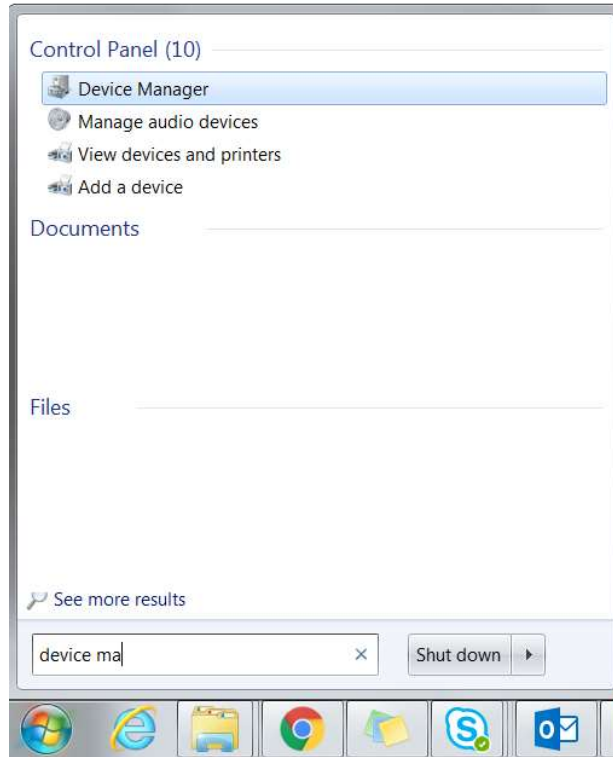 Control Panel (10)
Device Manager
Manage audio devices
View devices and printers
Add a device
Documents
Files
See more results
device ma
Shut down